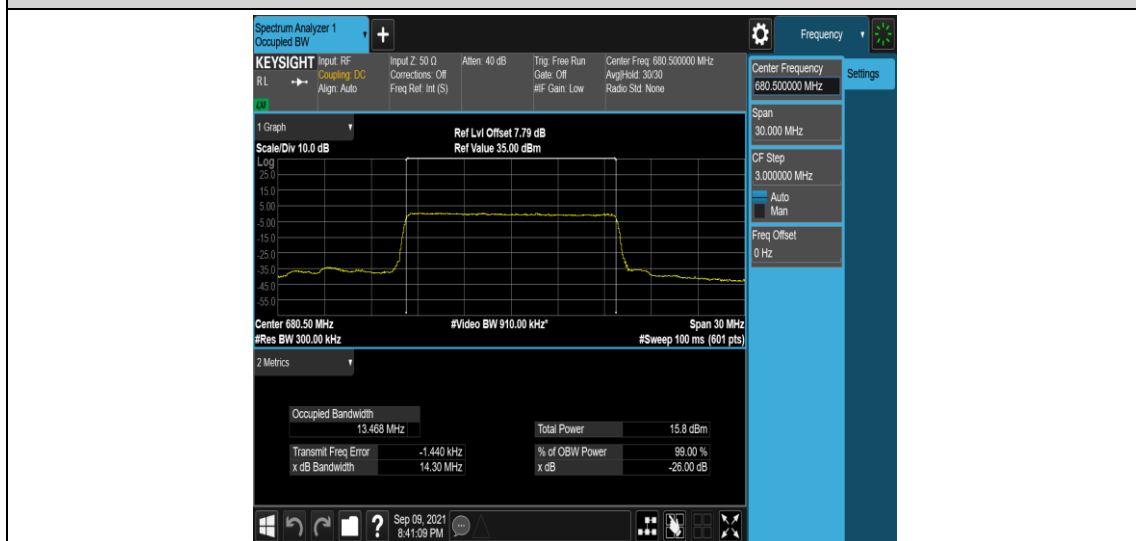 Spectrum Analyzer 1
Occupied BW
+
Frequency
KEYSIGHT
RL
LXI
Input: RF
Coupling: DC
Align: Auto
Input Z: 50 Ω
Corrections: Off
Freq Ref: Int (S)
Atten: 40 dB
Trig: Free Run
Gate: Off
#IF Gain: Low
Center Freq: 680.500000 MHz
Avg|Hold: 30/30
Radio Std: None
Center Frequency
680.500000 MHz
Settings
Span
30.000 MHz
CF Step
3.000000 MHz
Auto
Man
Freq Offset
0 Hz
1 Graph
Scale/Div 10.0 dB
Ref Lvl Offset 7.79 dB
Ref Value 35.00 dBm
Log
25.0
15.0
5.00
-5.00
-15.0
-25.0
-35.0
-45.0
-55.0
Center 680.50 MHz
#Video BW 910.00 kHz*
Span 30 MHz
#Res BW 300.00 kHz
#Sweep 100 ms (601 pts)
2 Metrics
Occupied Bandwidth
13.468 MHz
Total Power 15.8 dBm
Transmit Freq Error -1.440 kHz
% of OBW Power 99.00 %
x dB Bandwidth 14.30 MHz
x dB -26.00 dB
?
Sep 09, 2021
8:41:09 PM